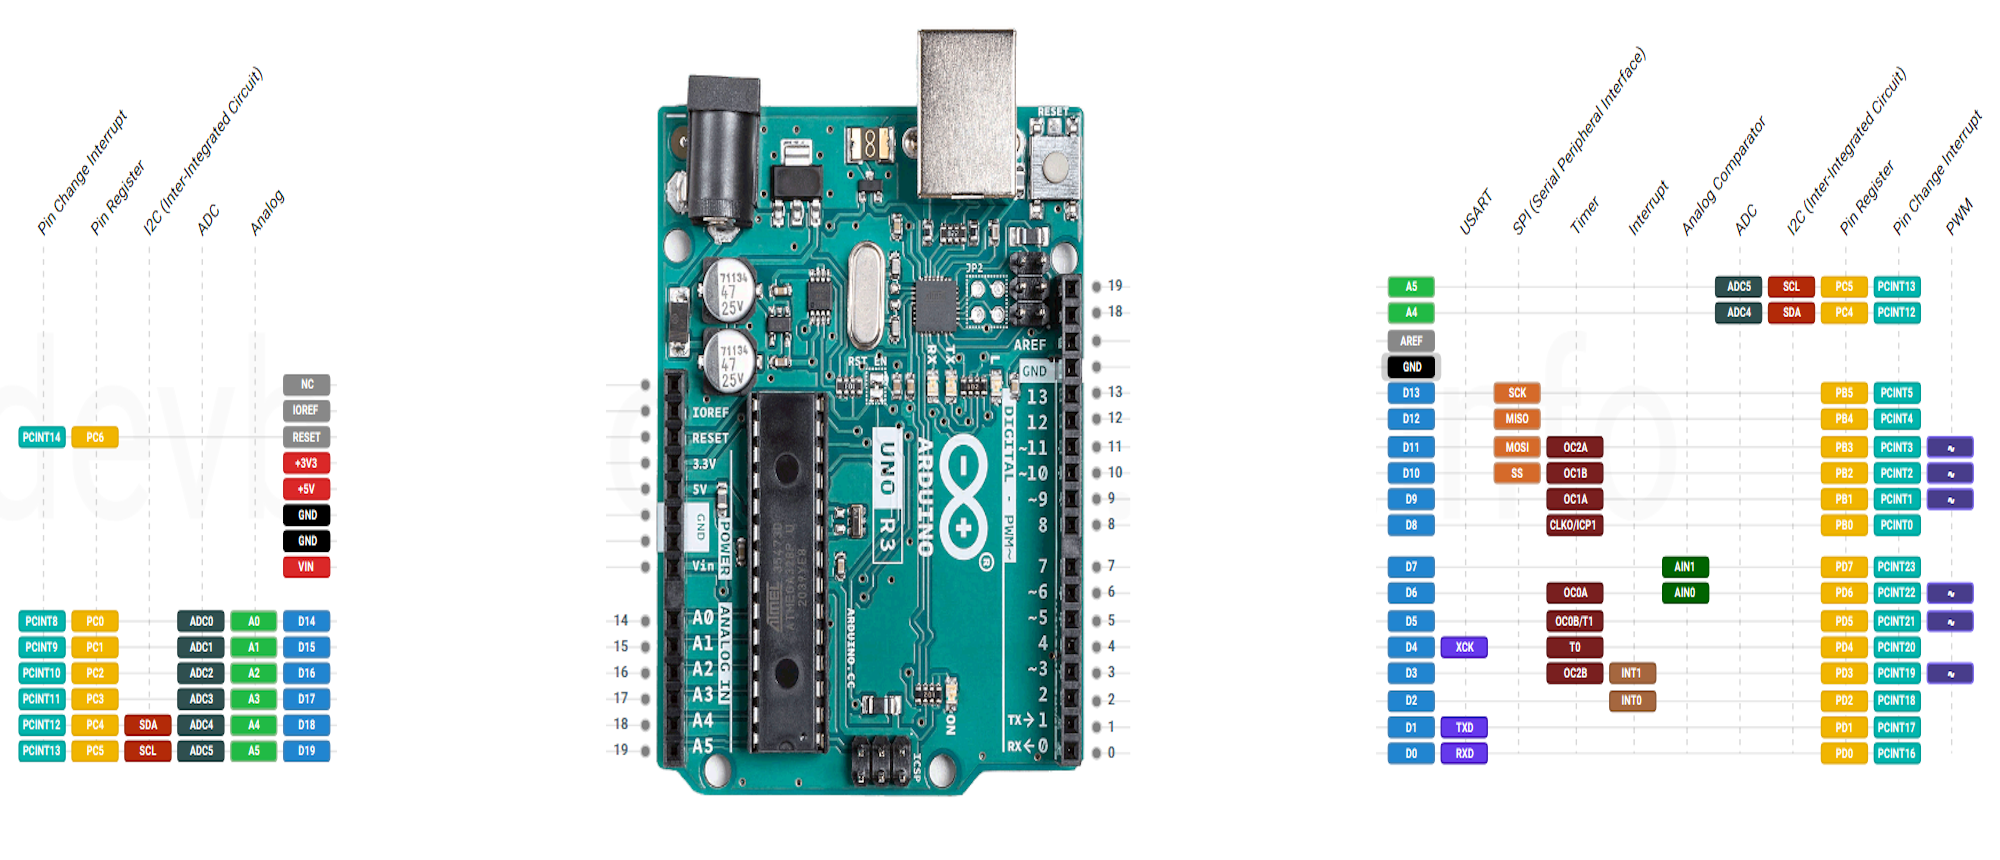 Pin Change Interrupt
Pin Register
I2C (Inter-Integrated Circuit)
ADC
Analog
NC
IOREF
PCINT14 PC6 RESET
+3V3
+5V
GND
GND
VIN
PCINT8 PC0 ADC0 A0 D14
PCINT9 PC1 ADC1 A1 D15
PCINT10 PC2 ADC2 A2 D16
PCINT11 PC3 ADC3 A3 D17
PCINT12 PC4 SDA ADC4 A4 D18
PCINT13 PC5 SCL ADC5 A5 D19
14
15
16
17
18
19
RESET
71134
47
25V
71134
47
25V
JP2
RST EN
RX
TX
L
IOREF
RESET
3.3V
5V
GND
Vin
POWER
A0
A1
A2
A3
A4
A5
ANALOG IN
ATMEL 35473D
ATMEGA328P U
2039VE8
UNO R3
ARDUINO
ARDUINO.CC
ON
ICSP
AREF
GND
13
12
~11
~10
~9
8
7
~6
~5
4
~3
2
TX→1
RX←0
DIGITAL - PWM~
19
18
13
12
11
10
9
8
7
6
5
4
3
2
1
0
USART
SPI (Serial Peripheral Interface)
Timer
Interrupt
Analog Comparator
ADC
I2C (Inter-Integrated Circuit)
Pin Register
Pin Change Interrupt
PWM
A5 ADC5 SCL PC5 PCINT13
A4 ADC4 SDA PC4 PCINT12
AREF
GND
D13 SCK PB5 PCINT5
D12 MISO PB4 PCINT4
D11 MOSI OC2A PB3 PCINT3
D10 SS OC1B PB2 PCINT2
D9 OC1A PB1 PCINT1
D8 CLKO/ICP1 PB0 PCINT0
D7 AIN1 PD7 PCINT23
D6 OC0A AIN0 PD6 PCINT22
D5 OC0B/T1 PD5 PCINT21
D4 XCK T0 PD4 PCINT20
D3 OC2B INT1 PD3 PCINT19
D2 INT0 PD2 PCINT18
D1 TXD PD1 PCINT17
D0 RXD PD0 PCINT16